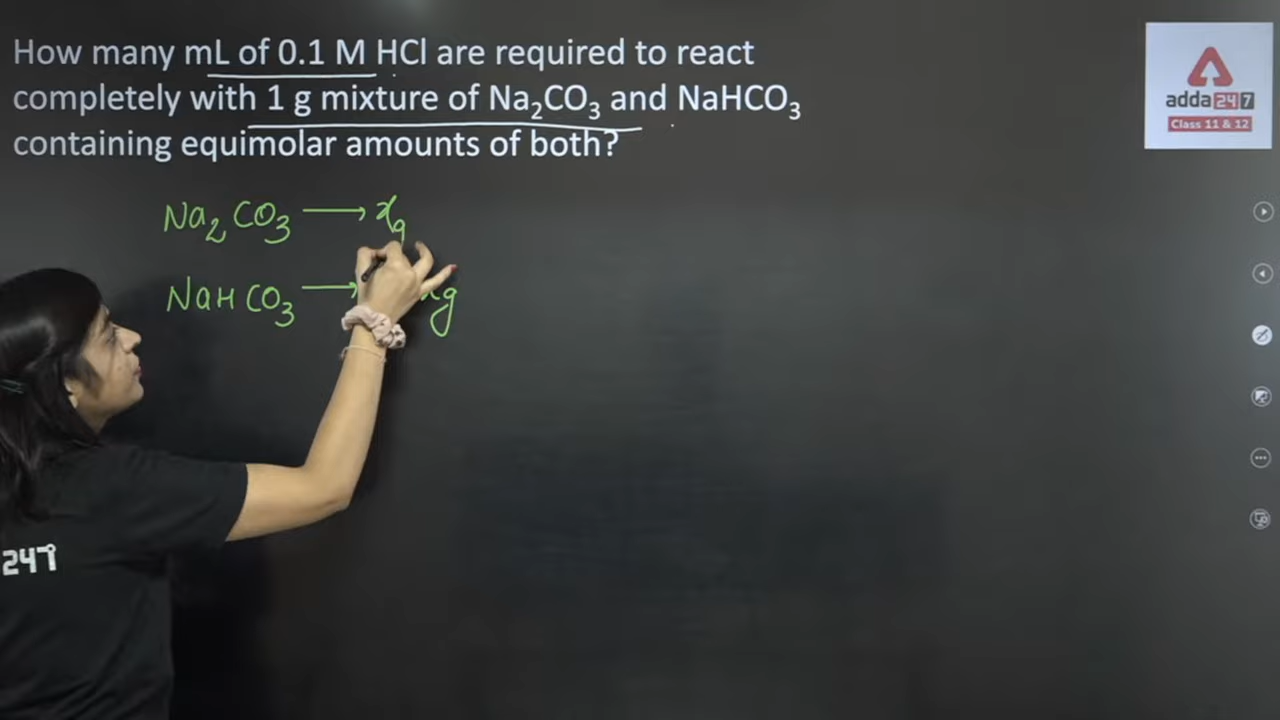 How many mL of 0.1 M HCl are required to react
completely with 1 g mixture of Na₂CO₃ and NaHCO₃
containing equimolar amounts of both?
adda247
Class 11 & 12
Na₂CO₃ → xg
NaHCO₃ → xg
247